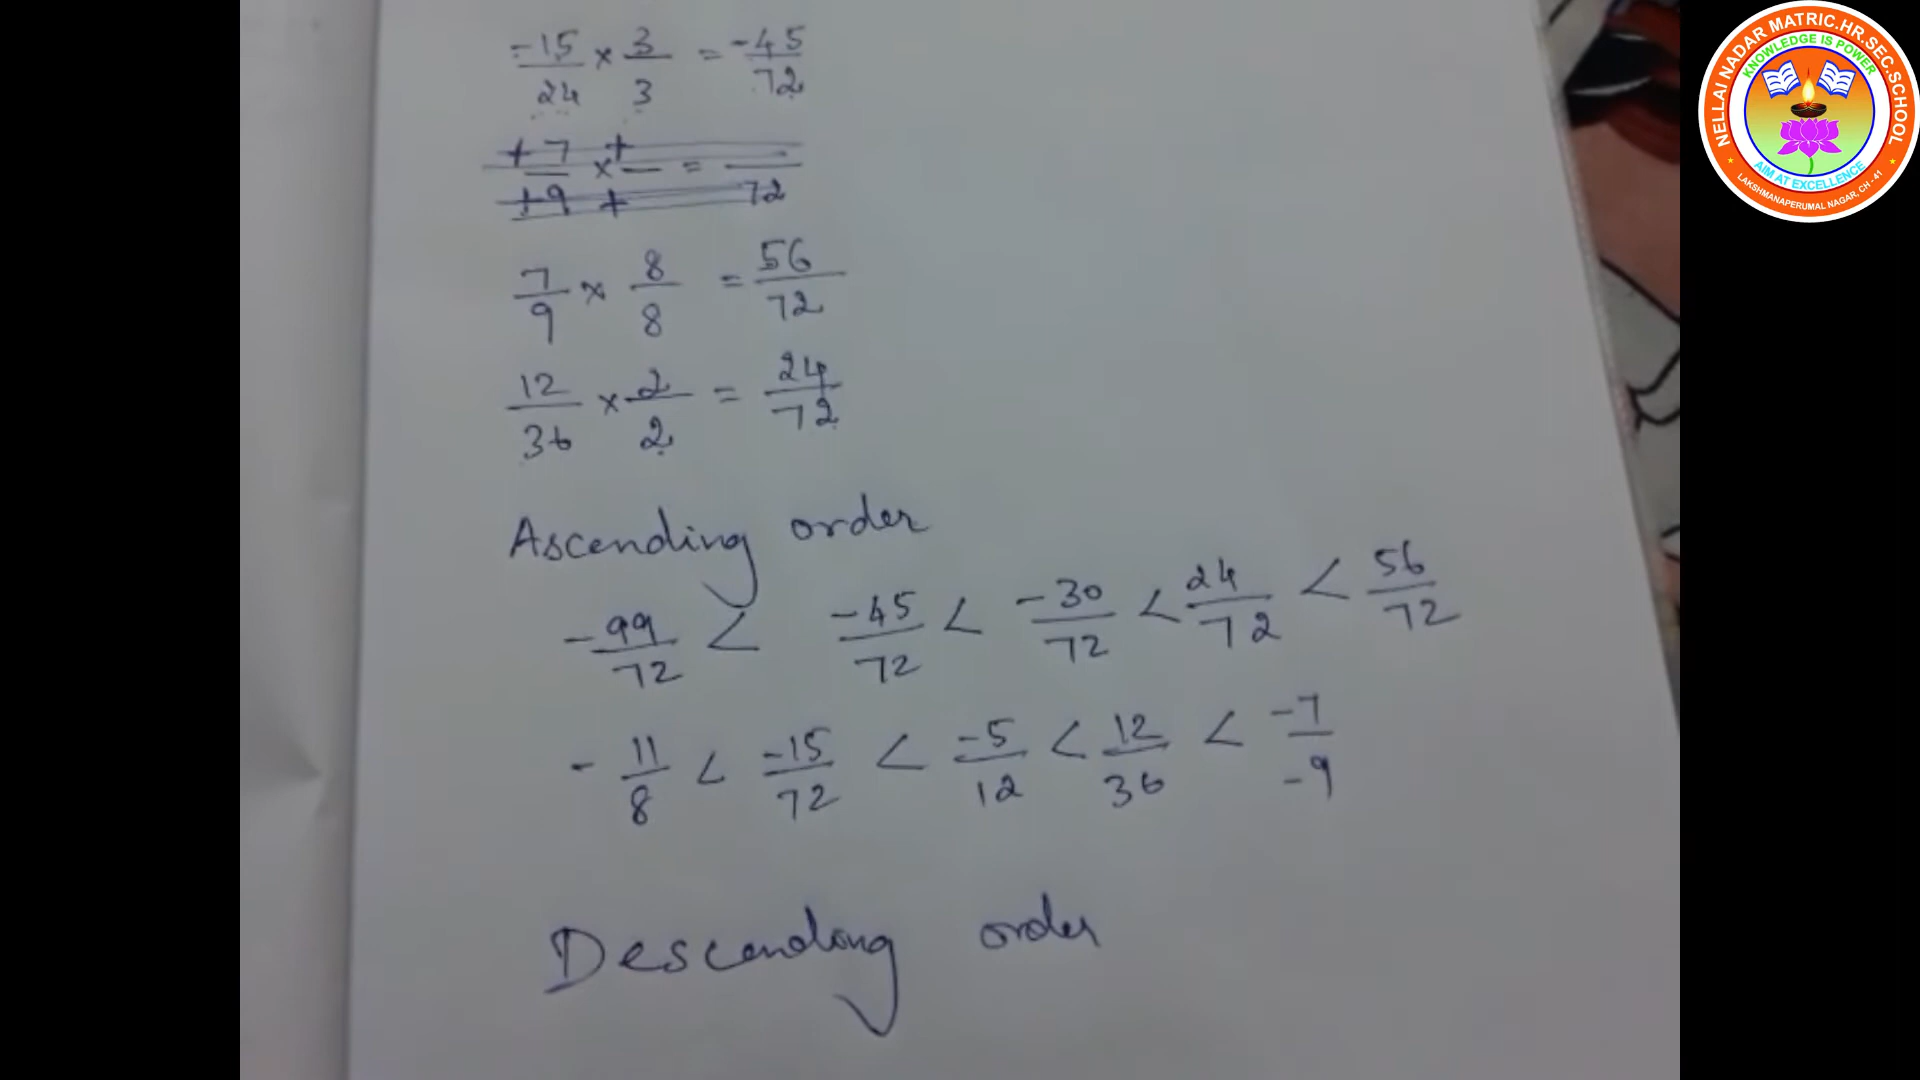 -15/24 × 3/3 = -45/72
+7/+9 × +/+ = /72
7/9 × 8/8 = 56/72
12/36 × 2/2 = 24/72
Ascending order
-99/72 < -45/72 < -30/72 < 24/72 < 56/72
-11/8 < -15/72 < -5/12 < 12/36 < -7/-9
Descending order
NELLAI NADAR MATRIC.HR.SEC.SCHOOL
KNOWLEDGE IS POWER
AIM AT EXCELLENCE
LAKSHMANAPERUMAL NAGAR, CH - 41